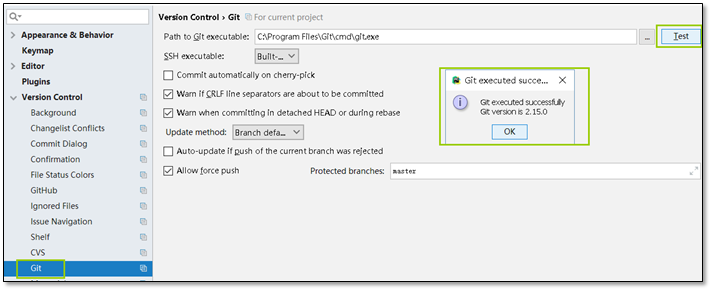 Version Control › Git For current project
Appearance & Behavior
Keymap
Editor
Plugins
Version Control
Background
Changelist Conflicts
Commit Dialog
Confirmation
File Status Colors
GitHub
Ignored Files
Issue Navigation
Shelf
CVS
Git
Path to Git executable: C:\Program Files\Git\cmd\git.exe ... Test
SSH executable: Built-...
Commit automatically on cherry-pick
Warn if CRLF line separators are about to be committed
Warn when committing in detached HEAD or during rebase
Update method: Branch defa...
Auto-update if push of the current branch was rejected
Allow force push Protected branches: master
Git executed succe...
Git executed successfully
Git version is 2.15.0
OK